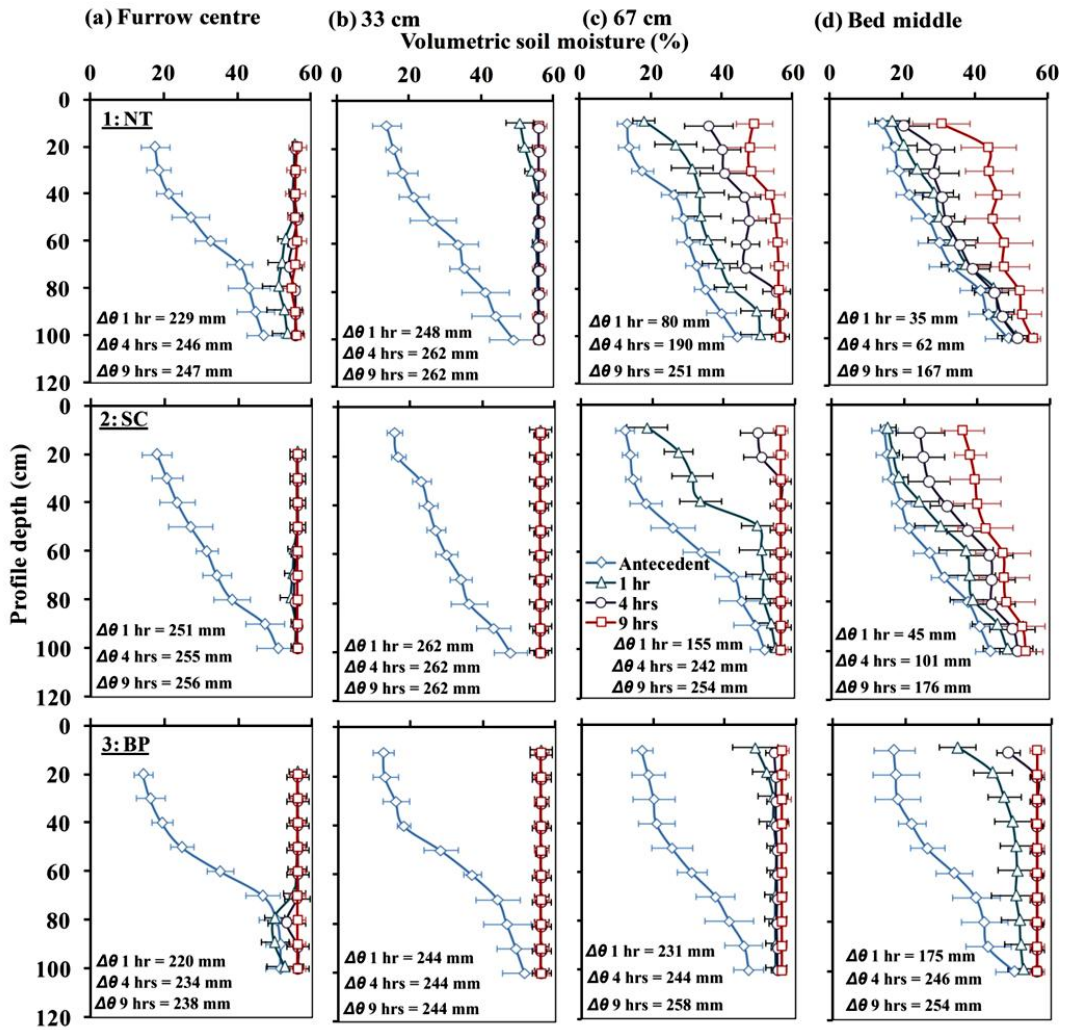 (a) Furrow centre
(b) 33 cm
(c) 67 cm
(d) Bed middle
Volumetric soil moisture (%)
0 20 40 60
0 20 40 60
0 20 40 60
0 20 40 60
Profile depth (cm)
0
20
40
60
80
100
120
1: NT
Δθ 1 hr = 229 mm
Δθ 4 hrs = 246 mm
Δθ 9 hrs = 247 mm
Δθ 1 hr = 248 mm
Δθ 4 hrs = 262 mm
Δθ 9 hrs = 262 mm
Δθ 1 hr = 80 mm
Δθ 4 hrs = 190 mm
Δθ 9 hrs = 251 mm
Δθ 1 hr = 35 mm
Δθ 4 hrs = 62 mm
Δθ 9 hrs = 167 mm
0
20
40
60
80
100
120
2: SC
Δθ 1 hr = 251 mm
Δθ 4 hrs = 255 mm
Δθ 9 hrs = 256 mm
Δθ 1 hr = 262 mm
Δθ 4 hrs = 262 mm
Δθ 9 hrs = 262 mm
Antecedent
1 hr
4 hrs
9 hrs
Δθ 1 hr = 155 mm
Δθ 4 hrs = 242 mm
Δθ 9 hrs = 254 mm
Δθ 1 hr = 45 mm
Δθ 4 hrs = 101 mm
Δθ 9 hrs = 176 mm
0
20
40
60
80
100
120
3: BP
Δθ 1 hr = 220 mm
Δθ 4 hrs = 234 mm
Δθ 9 hrs = 238 mm
Δθ 1 hr = 244 mm
Δθ 4 hrs = 244 mm
Δθ 9 hrs = 244 mm
Δθ 1 hr = 231 mm
Δθ 4 hrs = 244 mm
Δθ 9 hrs = 258 mm
Δθ 1 hr = 175 mm
Δθ 4 hrs = 246 mm
Δθ 9 hrs = 254 mm